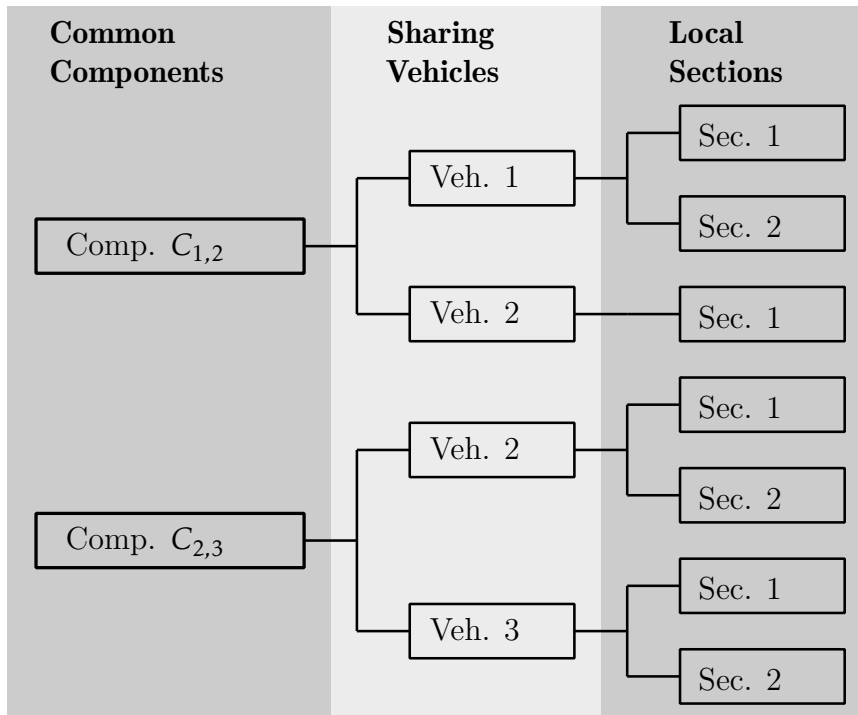 Common
Components
Sharing
Vehicles
Local
Sections
Comp. C1,2
Veh. 1
Sec. 1
Sec. 2
Veh. 2
Sec. 1
Comp. C2,3
Veh. 2
Sec. 1
Sec. 2
Veh. 3
Sec. 1
Sec. 2